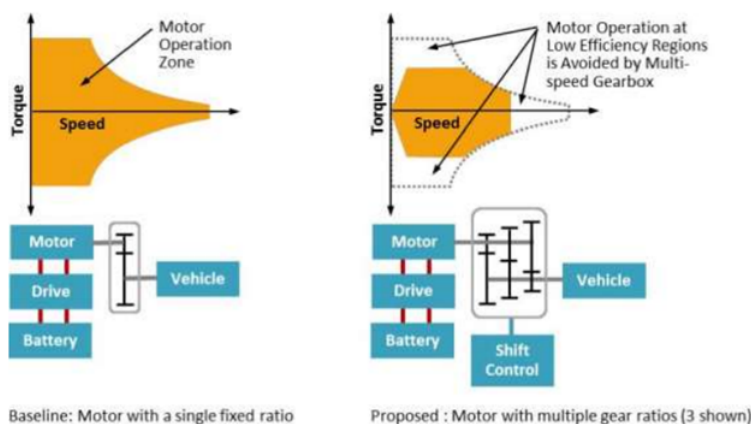 Motor
Operation
Zone
Torque
Speed
Motor
Drive
Battery
Vehicle
Baseline: Motor with a single fixed ratio
Motor Operation at
Low Efficiency Regions
is Avoided by Multi-
speed Gearbox
Torque
Speed
Motor
Drive
Battery
Vehicle
Shift
Control
Proposed : Motor with multiple gear ratios (3 shown)